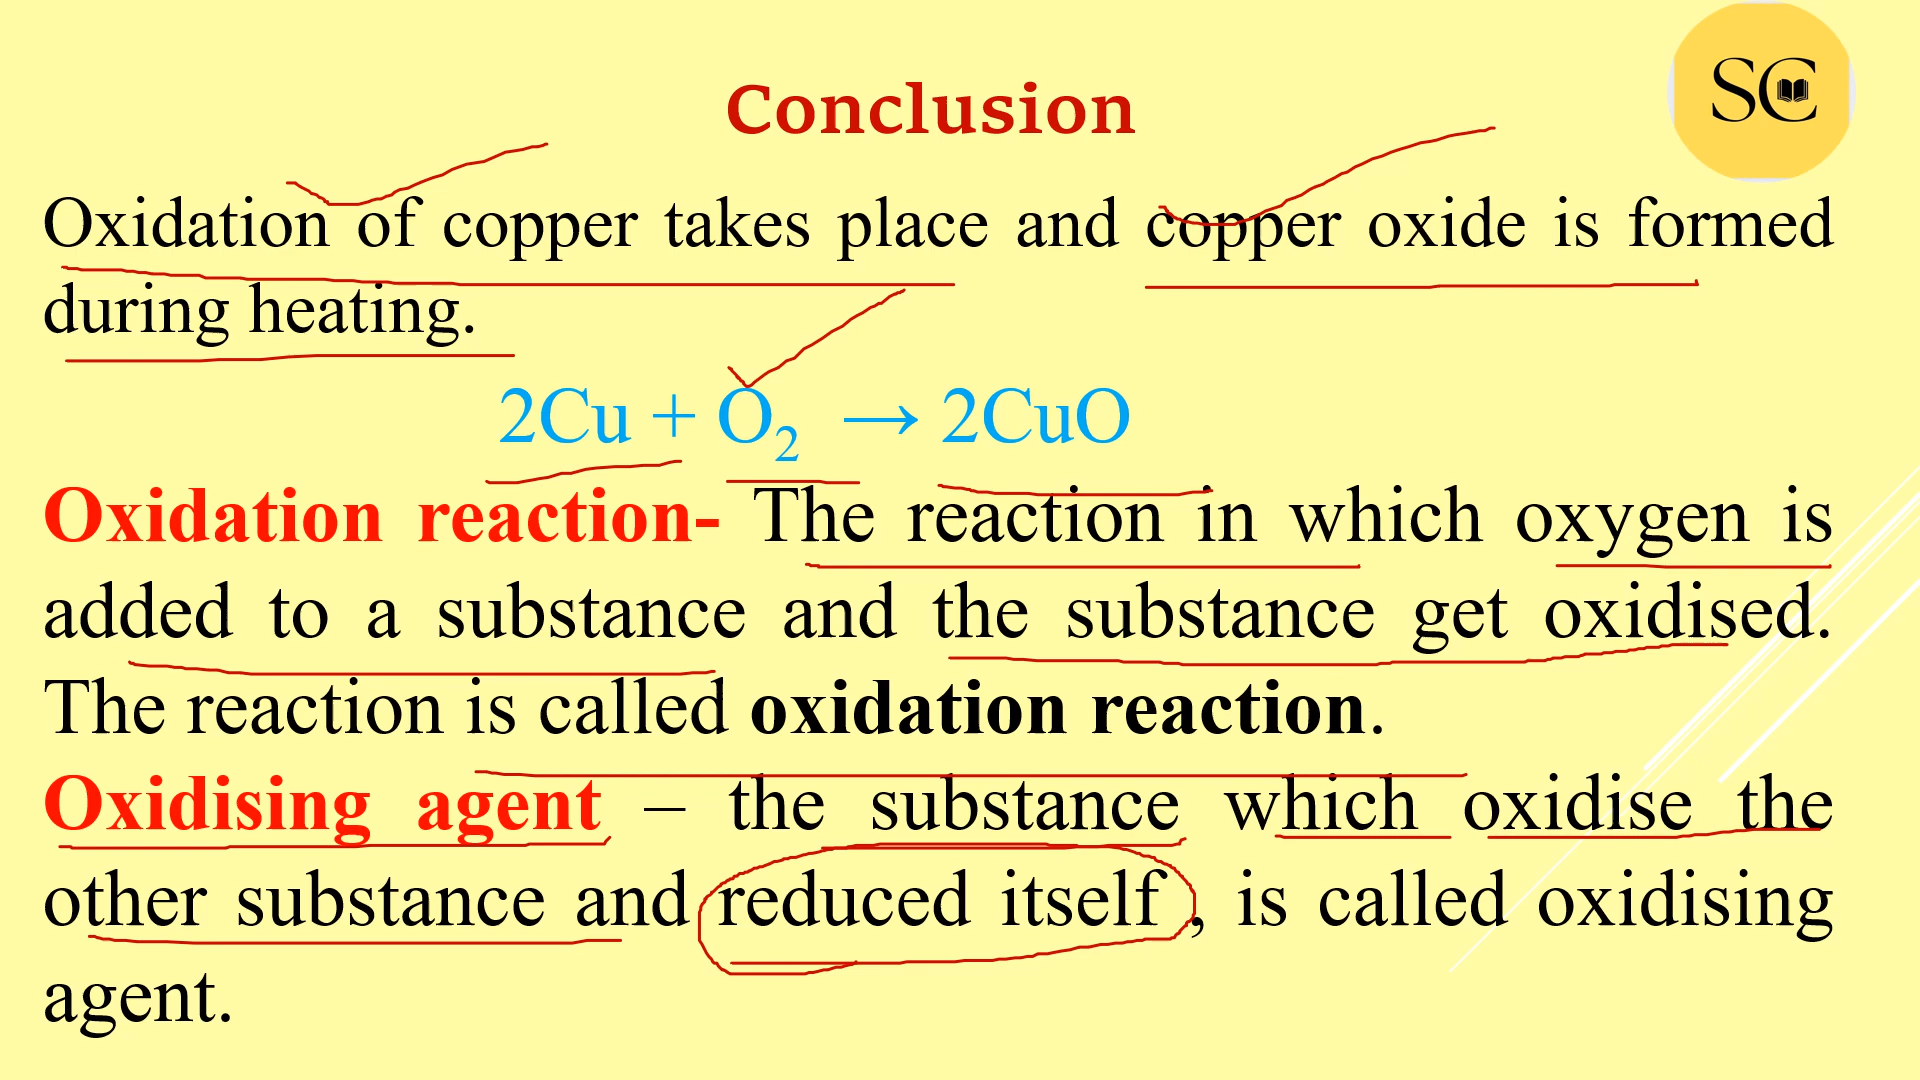 Conclusion
SC
Oxidation of copper takes place and copper oxide is formed
during heating.
2Cu + O₂ → 2CuO
Oxidation reaction- The reaction in which oxygen is
added to a substance and the substance get oxidised.
The reaction is called oxidation reaction.
Oxidising agent – the substance which oxidise the
other substance and reduced itself , is called oxidising
agent.